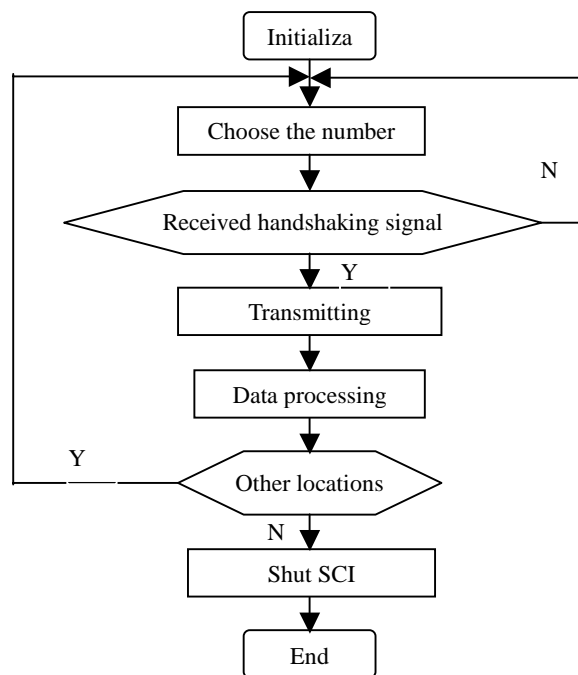 Initializa
Choose the number
N
Received handshaking signal
Y
Transmitting
Data processing
Y
Other locations
N
Shut SCI
End